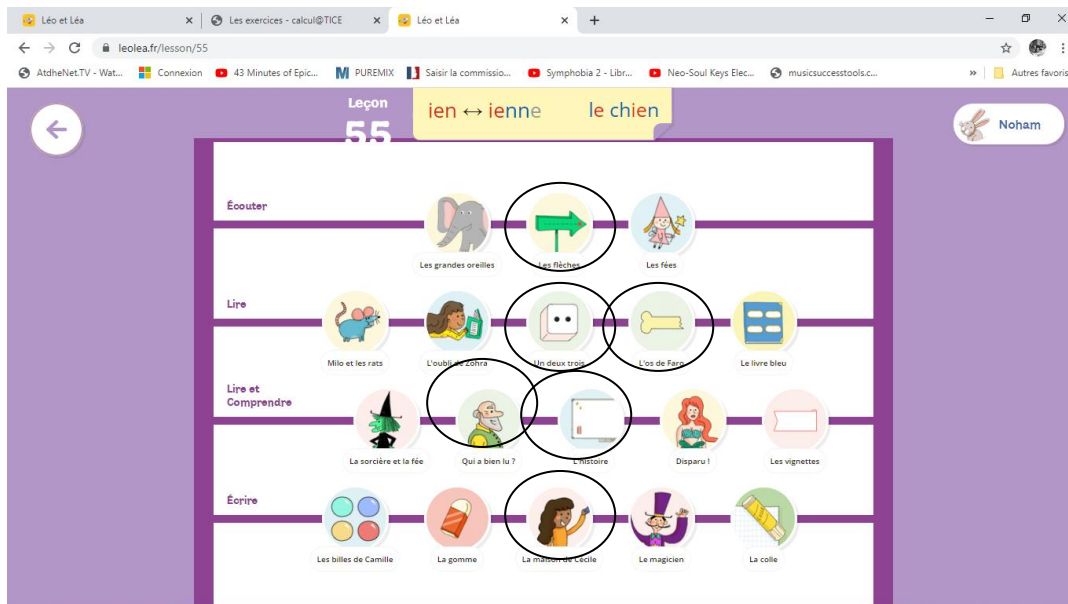 Léo et Léa
Les exercices - calcul@TICE
Léo et Léa
leolea.fr/lesson/55
AtdheNet.TV - Wat...
Connexion
43 Minutes of Epic...
PUREMIX
Saisir la commissio...
Symphobia 2 - Libr...
Neo-Soul Keys Elec...
musicsuccesstools.c...
Autres favoris
Leçon
55
ien ↔ ienne le chien
Noham
Écouter
Les grandes oreilles
Les flèches
Les fées
Lire
Milo et les rats
L'oubli de Zohra
Un deux trois
L'os de Faro
Le livre bleu
Lire et
Comprendre
La sorcière et la fée
Qui a bien lu ?
L'histoire
Disparu !
Les vignettes
Écrire
Les billes de Camille
La gomme
La maison de Cécile
Le magicien
La colle